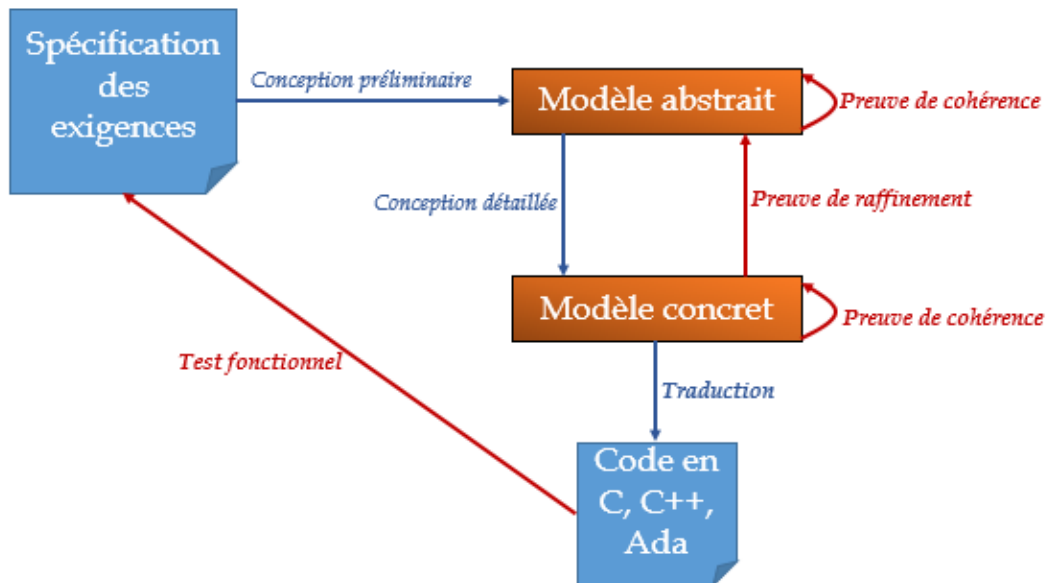 Spécification
des
exigences
Conception préliminaire
Modèle abstrait
Preuve de cohérence
Conception détaillée
Preuve de raffinement
Modèle concret
Preuve de cohérence
Test fonctionnel
Traduction
Code en
C, C++,
Ada